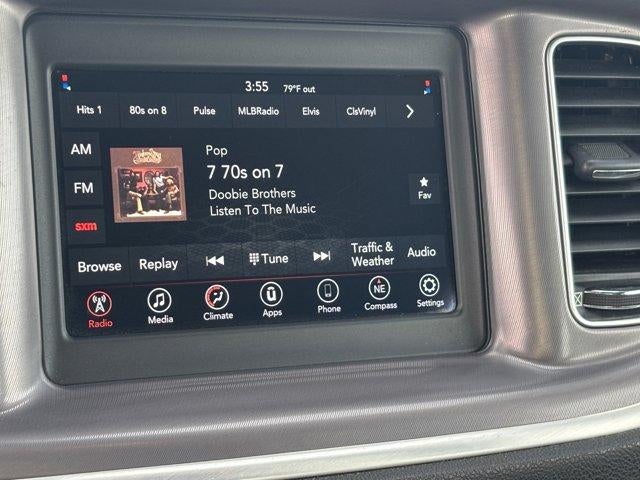 3:55 79°F out
Hits 1 80s on 8 Pulse MLBRadio Elvis ClsVinyl
AM
FM
sxm
Pop
7 70s on 7
Doobie Brothers
Listen To The Music
Fav
Browse Replay Tune Traffic & Weather Audio
Radio Media Climate Apps Phone NE Compass Settings